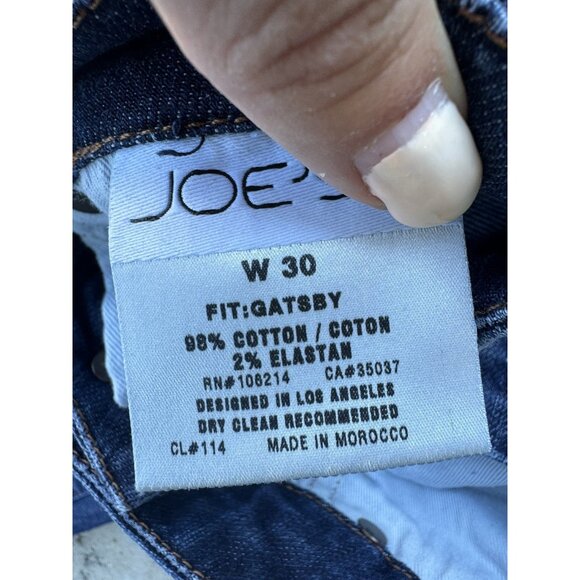 JOE'S
W 30
FIT:GATSBY
98% COTTON / COTON
2% ELASTAN
RN#106214 CA#35037
DESIGNED IN LOS ANGELES
DRY CLEAN RECOMMENDED
CL#114 MADE IN MOROCCO